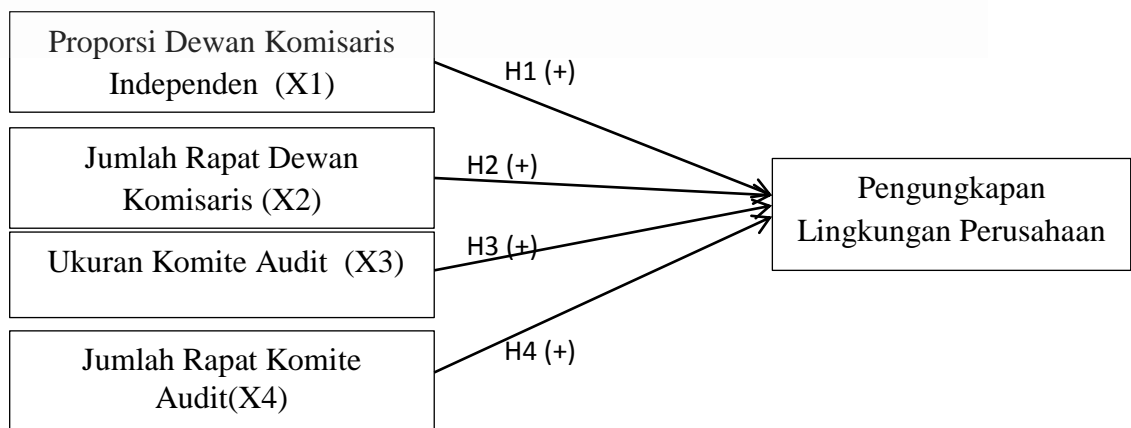 Proporsi Dewan Komisaris
Independen (X1)
H1 (+)
Jumlah Rapat Dewan
Komisaris (X2)
H2 (+)
Ukuran Komite Audit (X3)
H3 (+)
Jumlah Rapat Komite
Audit(X4)
H4 (+)
Pengungkapan
Lingkungan Perusahaan